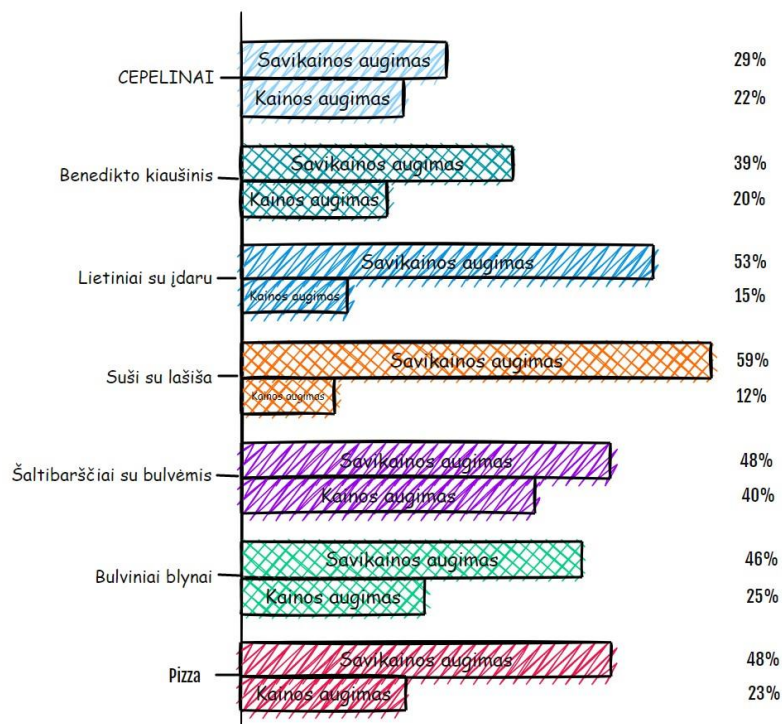 Savikainos augimas 29%
CEPELINAI
Kainos augimas 22%
Savikainos augimas 39%
Benedikto kiaušinis
Kainos augimas 20%
Savikainos augimas 53%
Lietiniai su įdaru
Kainos augimas 15%
Savikainos augimas 59%
Suši su lašiša
Kainos augimas 12%
Savikainos augimas 48%
Šaltibarščiai su bulvėmis
Kainos augimas 40%
Savikainos augimas 46%
Bulviniai blynai
Kainos augimas 25%
Savikainos augimas 48%
Pizza
Kainos augimas 23%